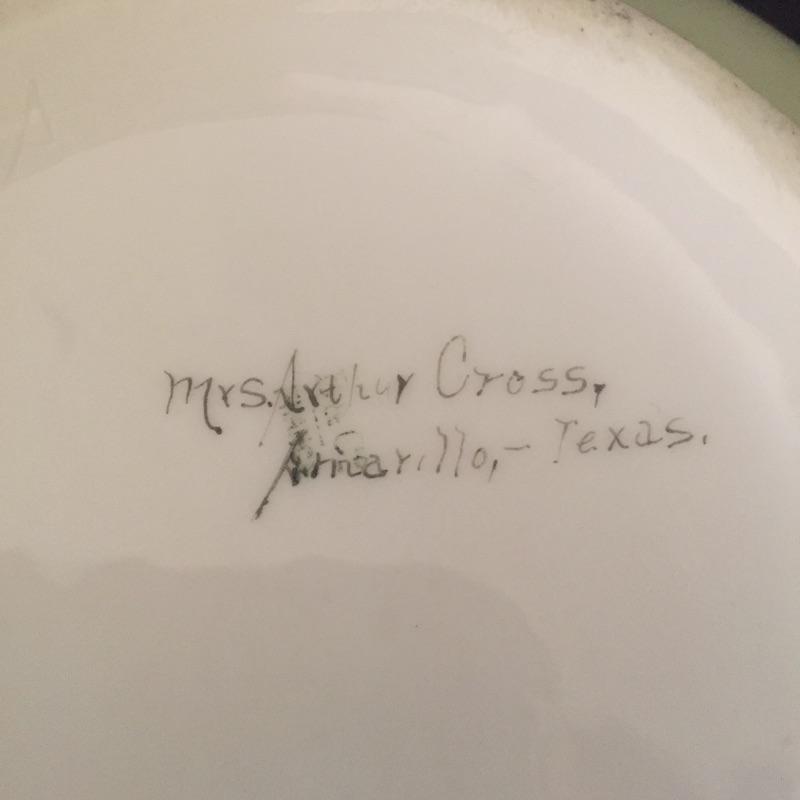 Mrs. Arthur Cross,
Amarillo,- Texas.